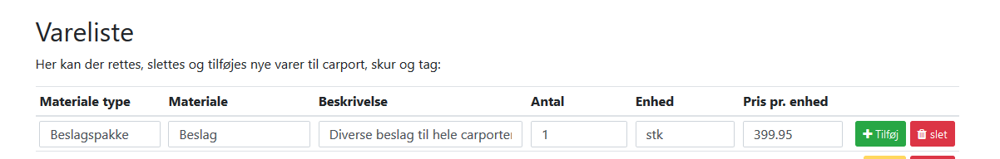 Vareliste
Her kan der rettes, slettes og tilføjes nye varer til carport, skur og tag:
Materiale type Materiale Beskrivelse Antal Enhed Pris pr. enhed
Beslagspakke Beslag Diverse beslag til hele carporten 1 stk 399.95 Tilføj slet